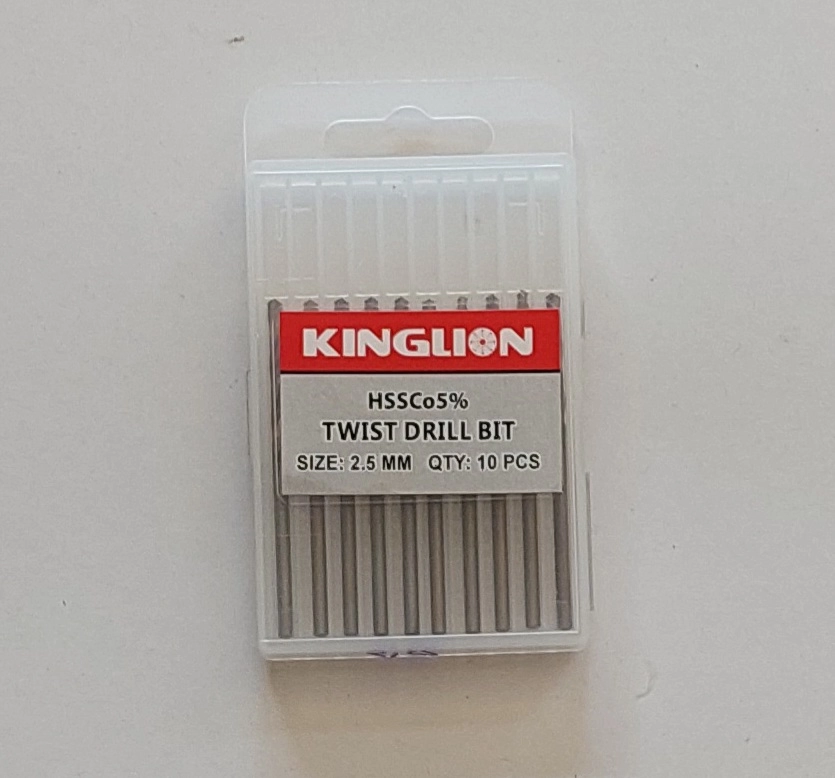 KINGLION
HSSCo5%
TWIST DRILL BIT
SIZE: 2.5 MM QTY: 10 PCS